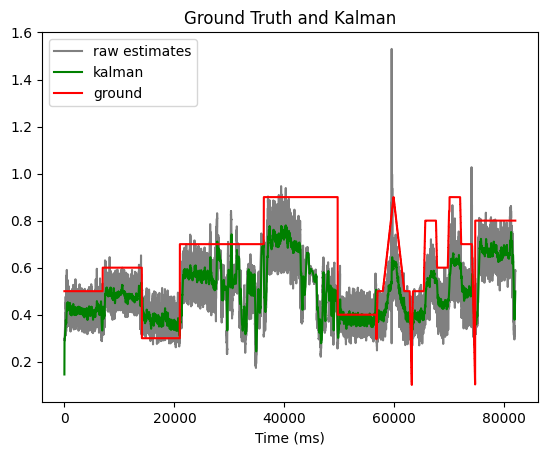 Ground Truth and Kalman
1.6
1.4
1.2
1.0
0.8
0.6
0.4
0.2
raw estimates
kalman
ground
0 20000 40000 60000 80000
Time (ms)